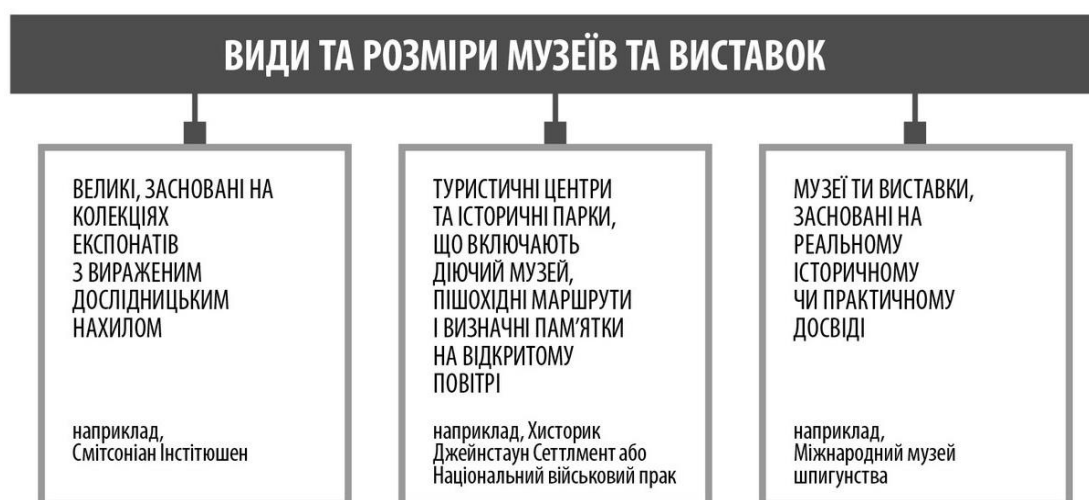 ВИДИ ТА РОЗМІРИ МУЗЕЇВ ТА ВИСТАВОК
ВЕЛИКІ, ЗАСНОВАНІ НА
КОЛЕКЦІЯХ
ЕКСПОНАТІВ
З ВИРАЖЕНИМ
ДОСЛІДНИЦЬКИМ
НАХИЛОМ
наприклад,
Смітсоніан Інстітюшен
ТУРИСТИЧНІ ЦЕНТРИ
ТА ІСТОРИЧНІ ПАРКИ,
ЩО ВКЛЮЧАЮТЬ
ДІЮЧИЙ МУЗЕЙ,
ПІШОХІДНІ МАРШРУТИ
І ВИЗНАЧНІ ПАМ’ЯТКИ
НА ВІДКРИТОМУ
ПОВІТРІ
наприклад, Хисторик
Джейнстаун Сеттлмент або
Національний військовий прак
МУЗЕЇ ТИ ВИСТАВКИ,
ЗАСНОВАНІ НА
РЕАЛЬНОМУ
ІСТОРИЧНОМУ
ЧИ ПРАКТИЧНОМУ
ДОСВІДІ
наприклад,
Міжнародний музей
шпигунства